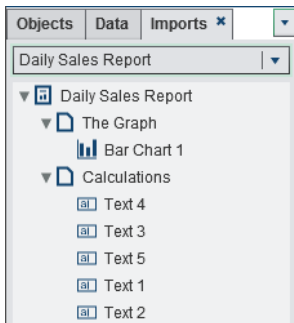 Objects Data Imports ×
Daily Sales Report
Daily Sales Report
The Graph
Bar Chart 1
Calculations
Text 4
Text 3
Text 5
Text 1
Text 2